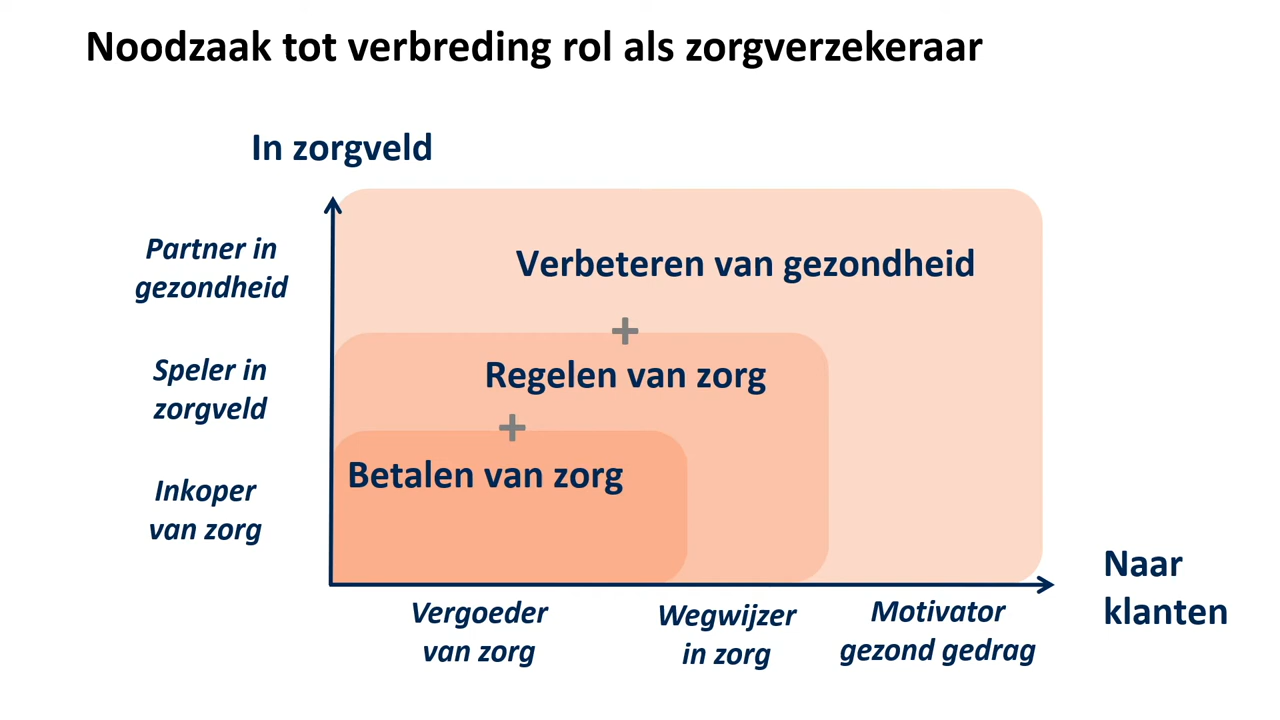 Noodzaak tot verbreding rol als zorgverzekeraar
In zorgveld
Partner in
gezondheid
Verbeteren van gezondheid
+
Speler in
zorgveld
Regelen van zorg
+
Betalen van zorg
Inkoper
van zorg
Naar
klanten
Vergoeder
van zorg
Wegwijzer
in zorg
Motivator
gezond gedrag